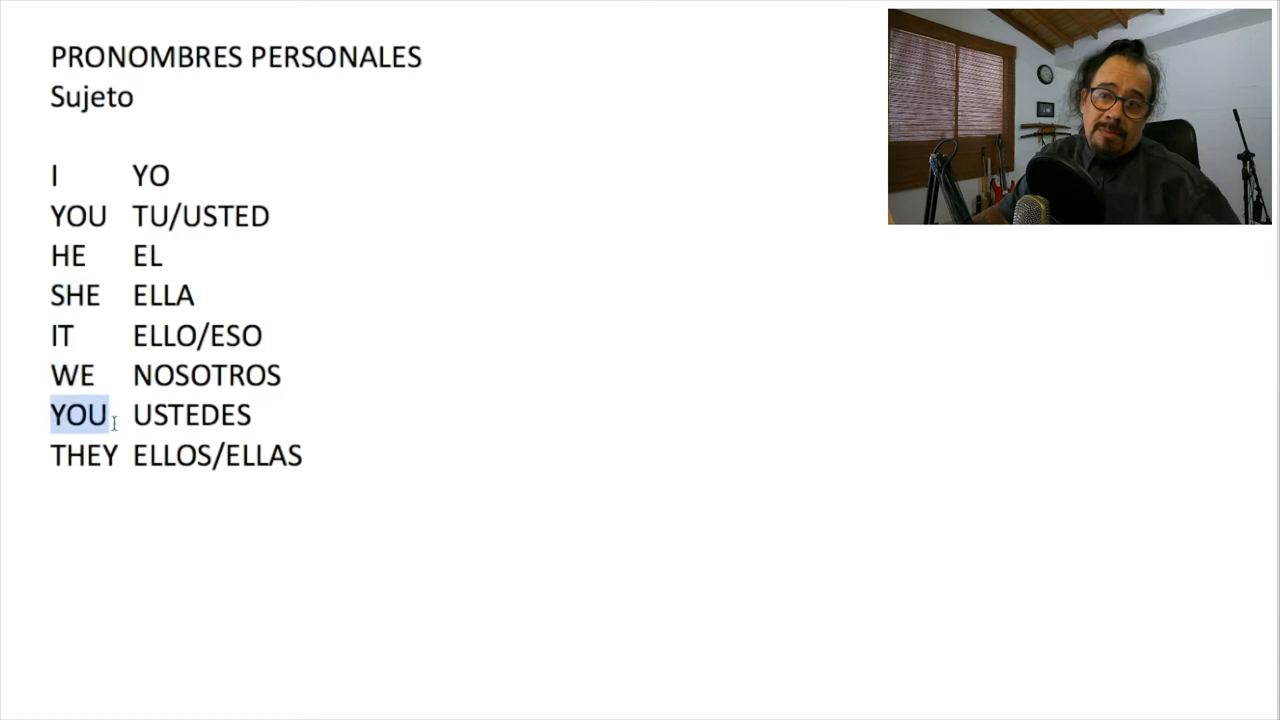 PRONOMBRES PERSONALES
Sujeto
I YO
YOU TU/USTED
HE EL
SHE ELLA
IT ELLO/ESO
WE NOSOTROS
YOU USTEDES
THEY ELLOS/ELLAS